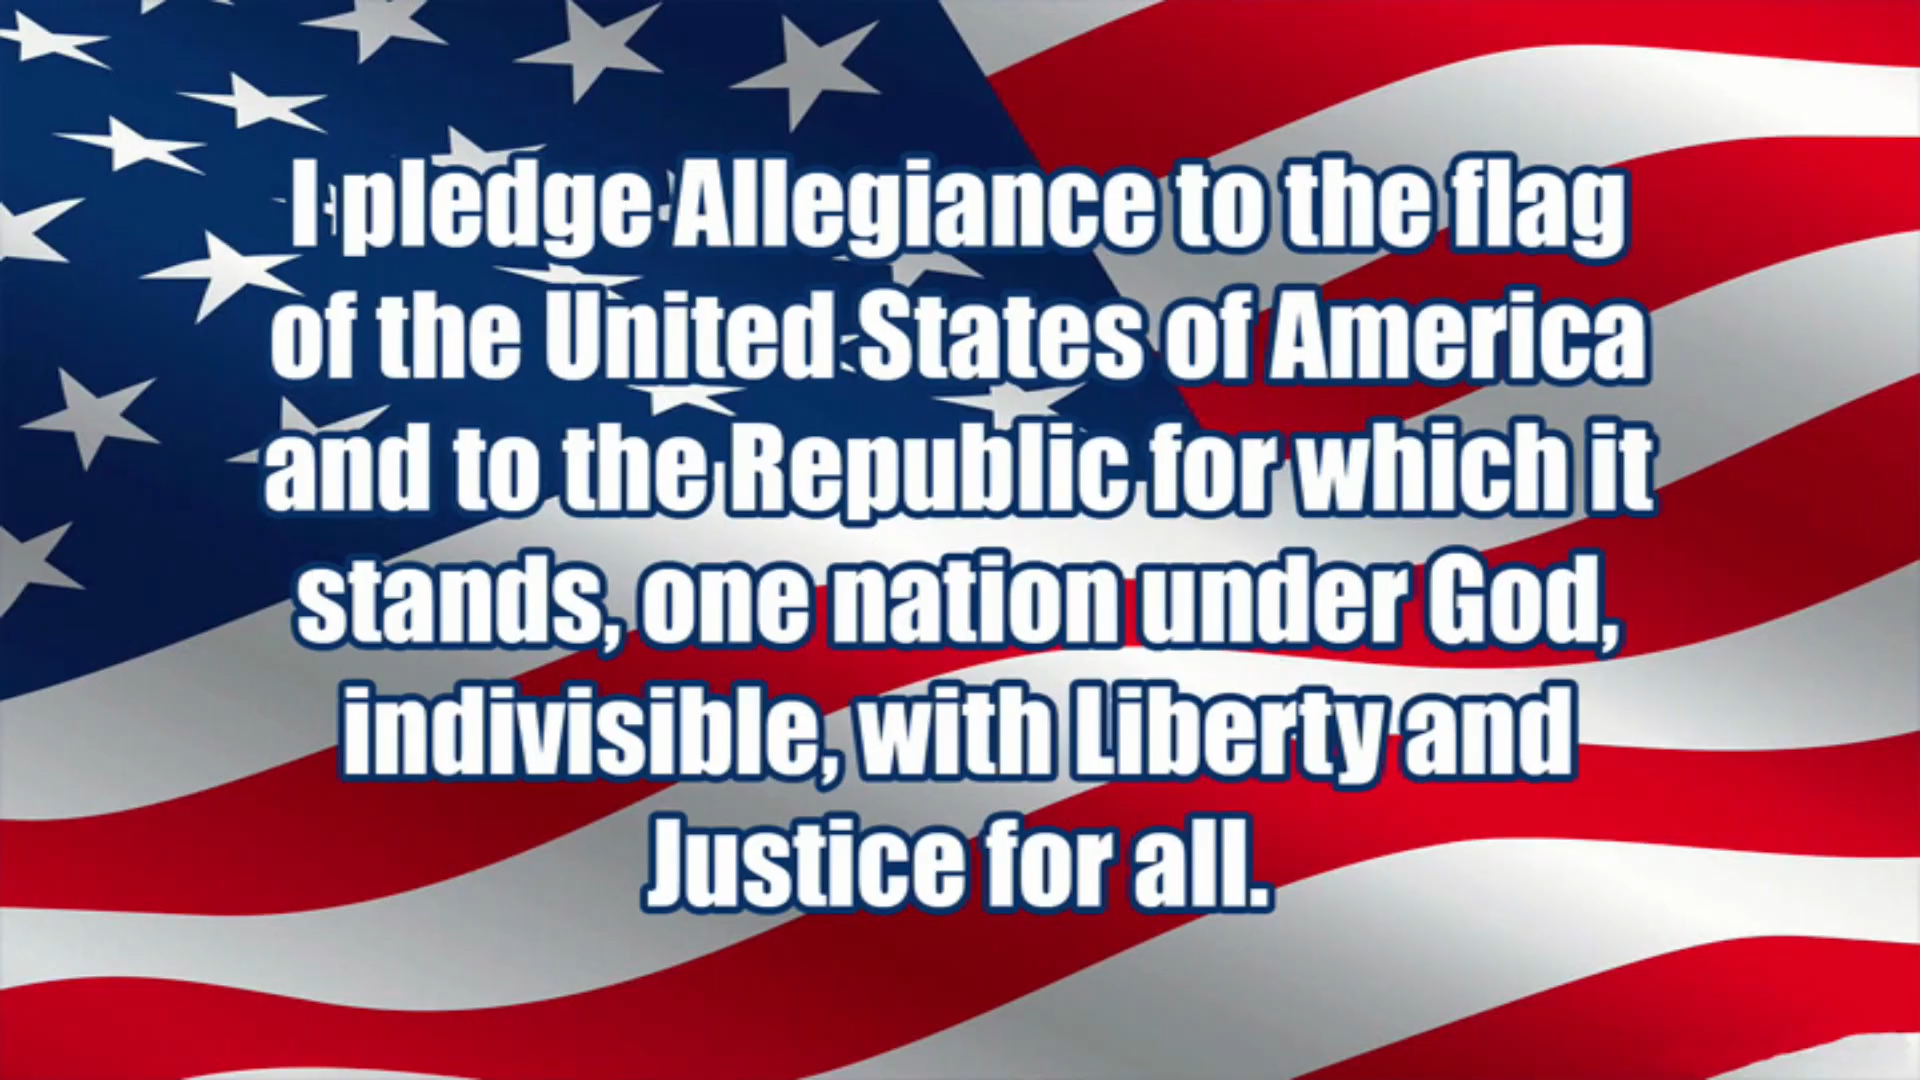 I pledge Allegiance to the flag
of the United States of America
and to the Republic for which it
stands, one nation under God,
indivisible, with Liberty and
Justice for all.